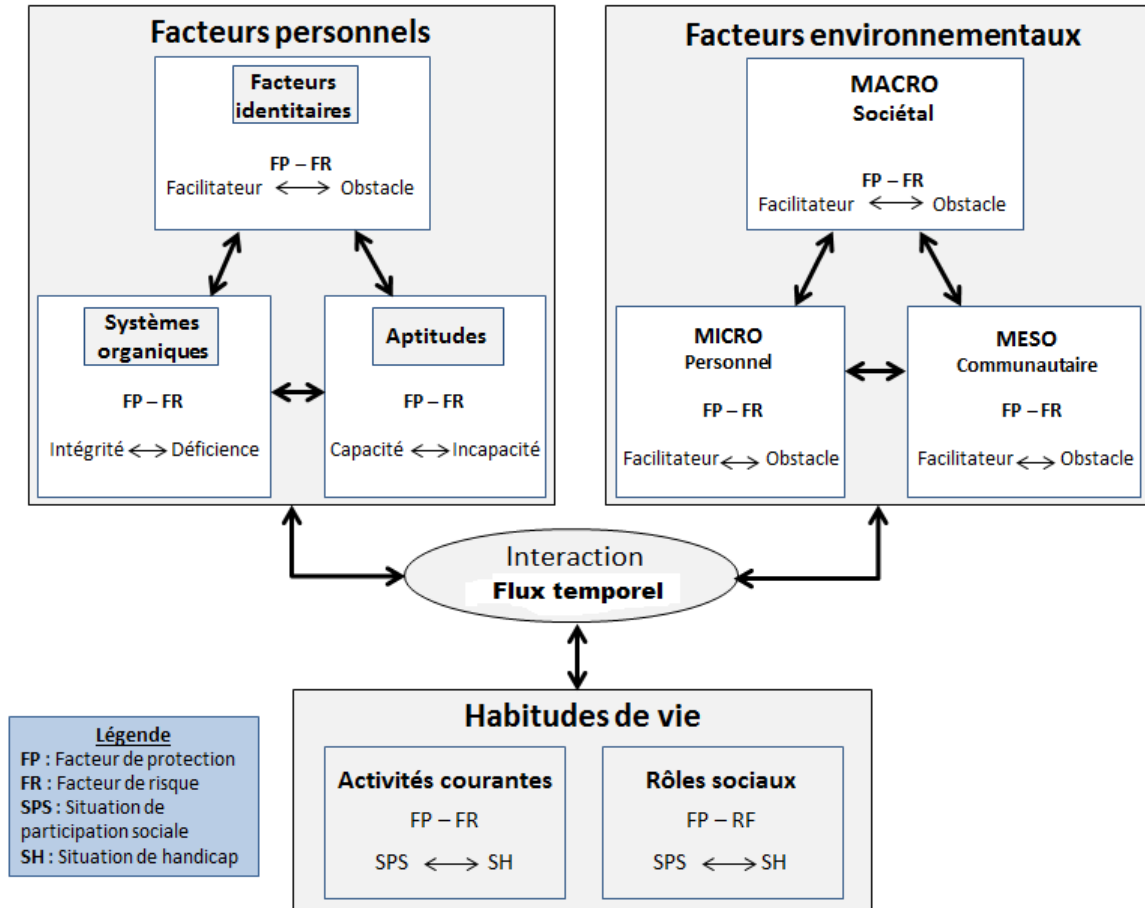 Facteurs personnels
Facteurs
identitaires
FP – FR
Facilitateur Obstacle
Systèmes
organiques
FP – FR
Intégrité Déficience
Aptitudes
FP – FR
Capacité Incapacité
Facteurs environnementaux
MACRO
Sociétal
FP – FR
Facilitateur Obstacle
MICRO
Personnel
FP – FR
Facilitateur Obstacle
MESO
Communautaire
FP – FR
Facilitateur Obstacle
Interaction
Flux temporel
Habitudes de vie
Activités courantes
FP – FR
SPS SH
Rôles sociaux
FP – RF
SPS SH
Légende
FP : Facteur de protection
FR : Facteur de risque
SPS : Situation de
participation sociale
SH : Situation de handicap